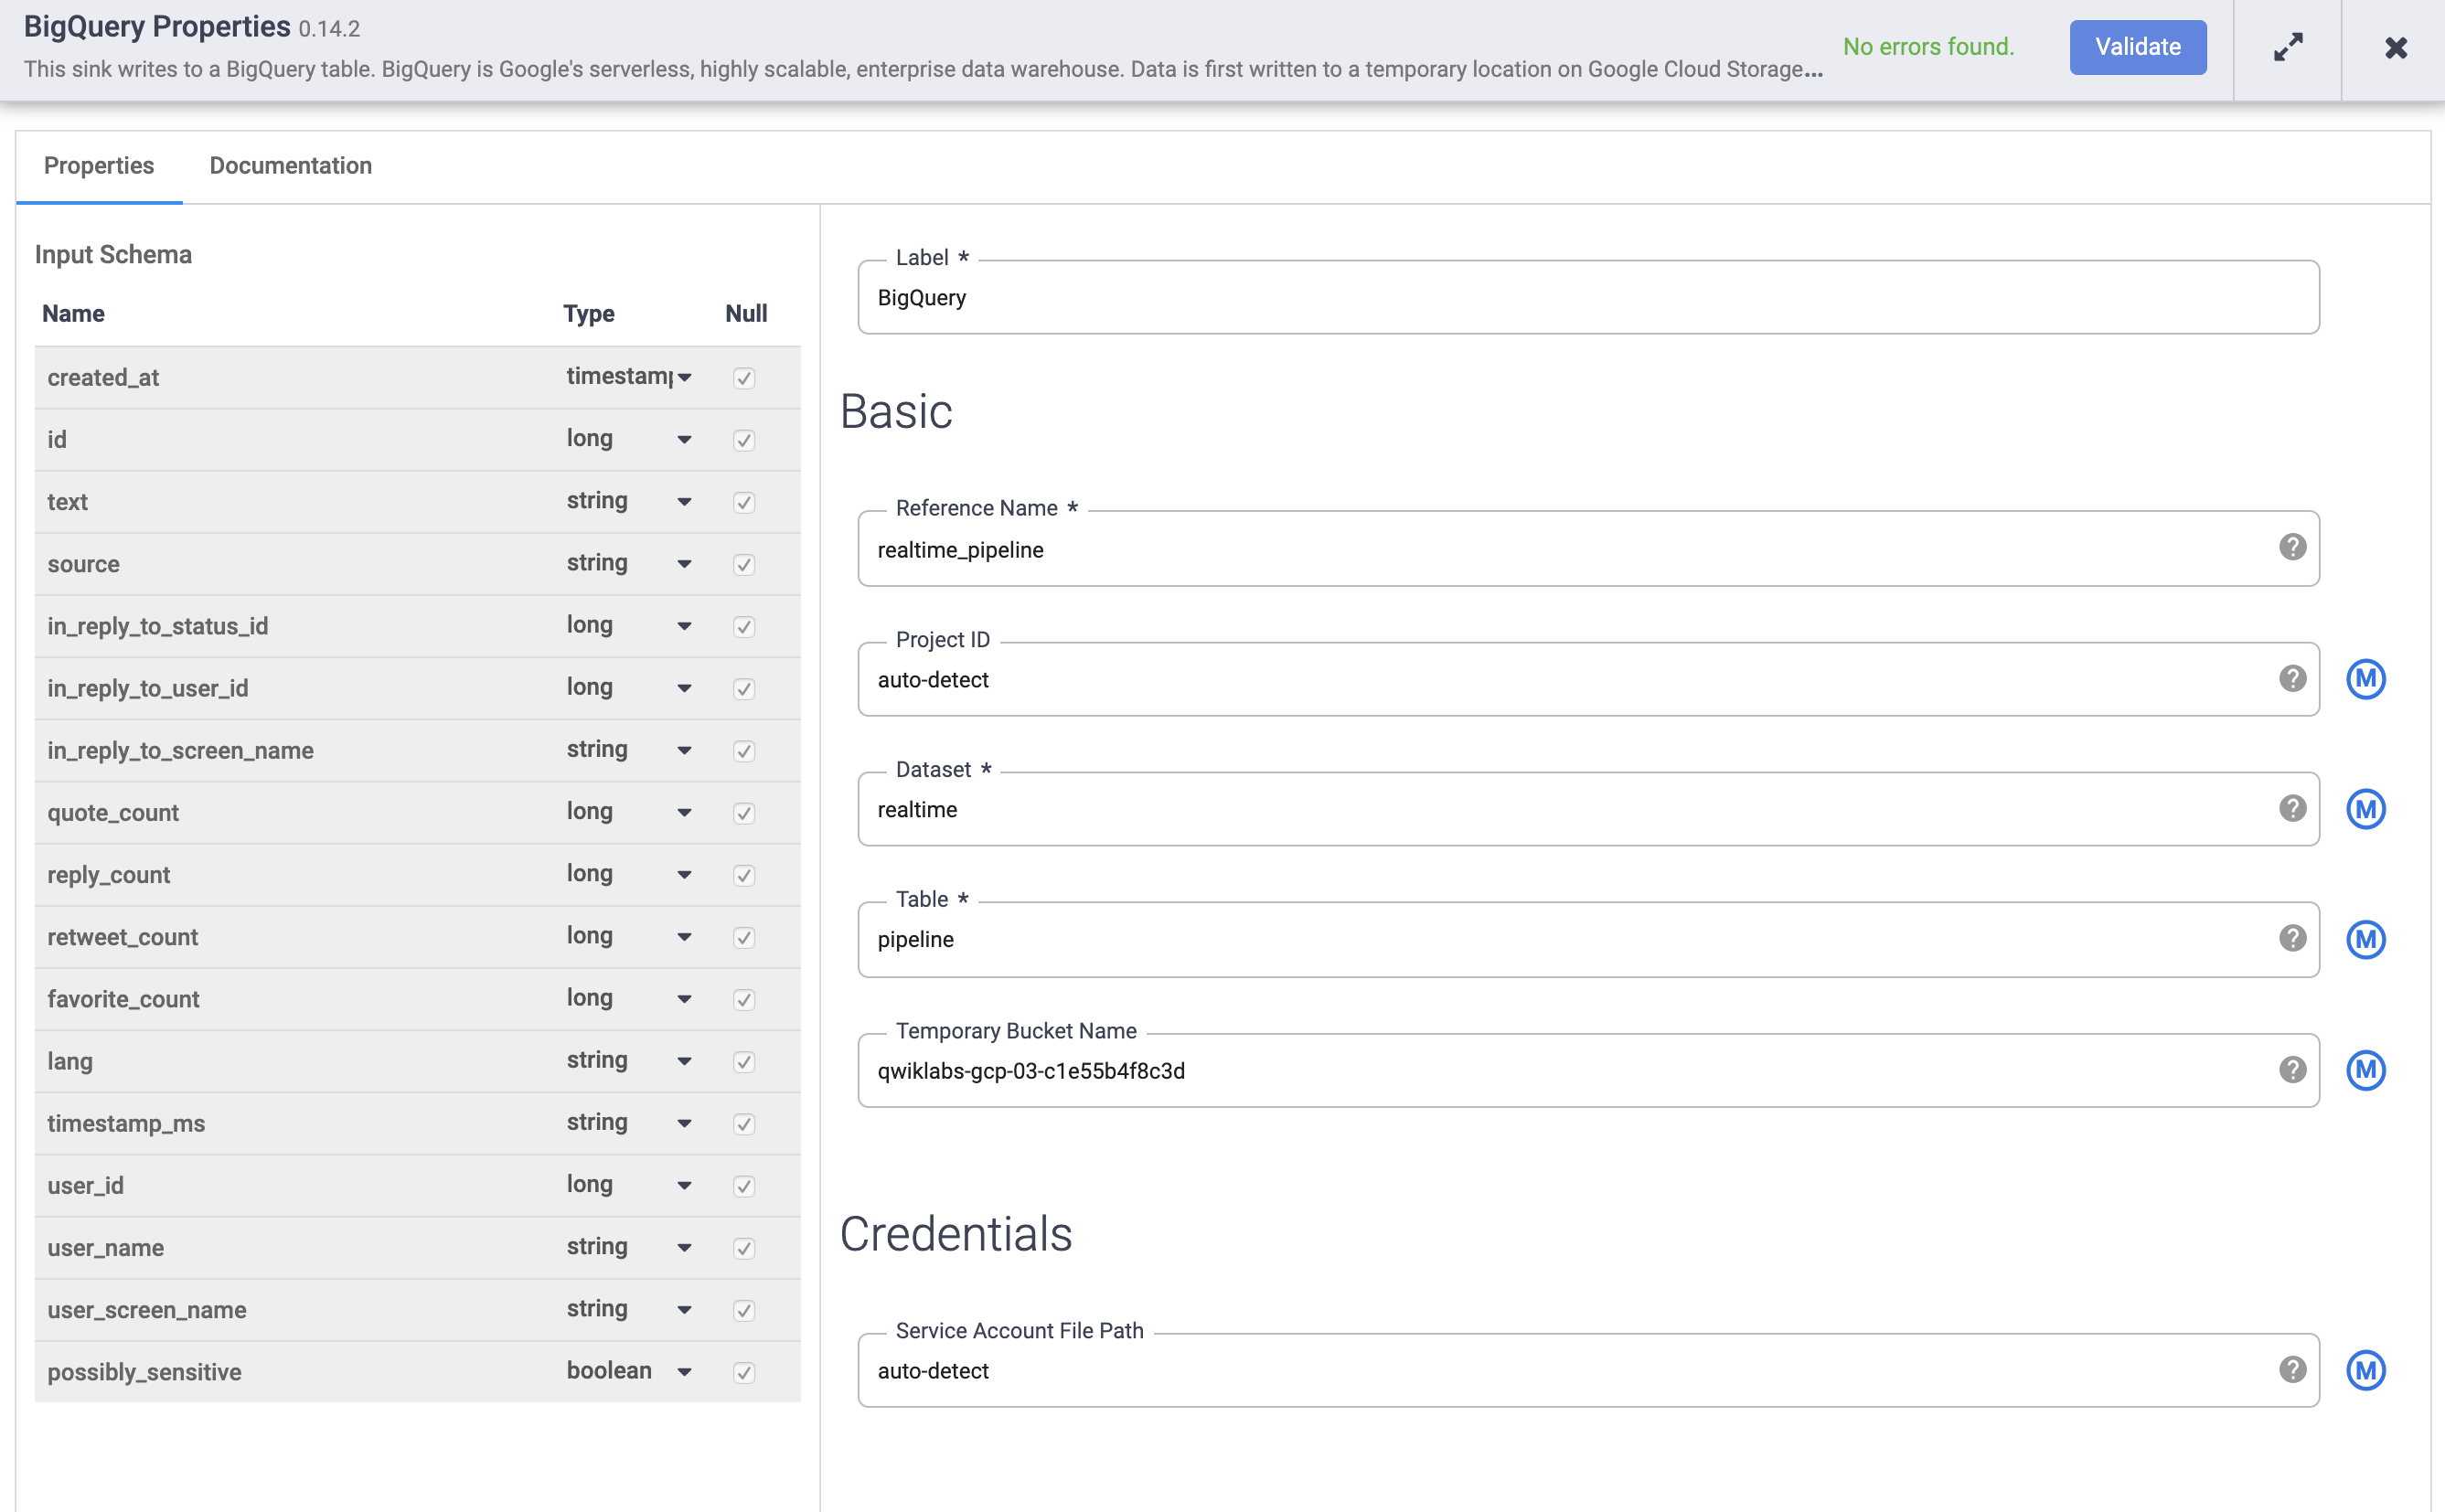 BigQuery Properties 0.14.2
This sink writes to a BigQuery table. BigQuery is Google's serverless, highly scalable, enterprise data warehouse. Data is first written to a temporary location on Google Cloud Storage...
No errors found.
Validate
Properties Documentation
Input Schema
Name Type Null
created_at timestamp
id long
text string
source string
in_reply_to_status_id long
in_reply_to_user_id long
in_reply_to_screen_name string
quote_count long
reply_count long
retweet_count long
favorite_count long
lang string
timestamp_ms string
user_id long
user_name string
user_screen_name string
possibly_sensitive boolean
Label *
BigQuery
Basic
Reference Name *
realtime_pipeline ?
Project ID
auto-detect ? M
Dataset *
realtime ? M
Table *
pipeline ? M
Temporary Bucket Name
qwiklabs-gcp-03-c1e55b4f8c3d ? M
Credentials
Service Account File Path
auto-detect ? M